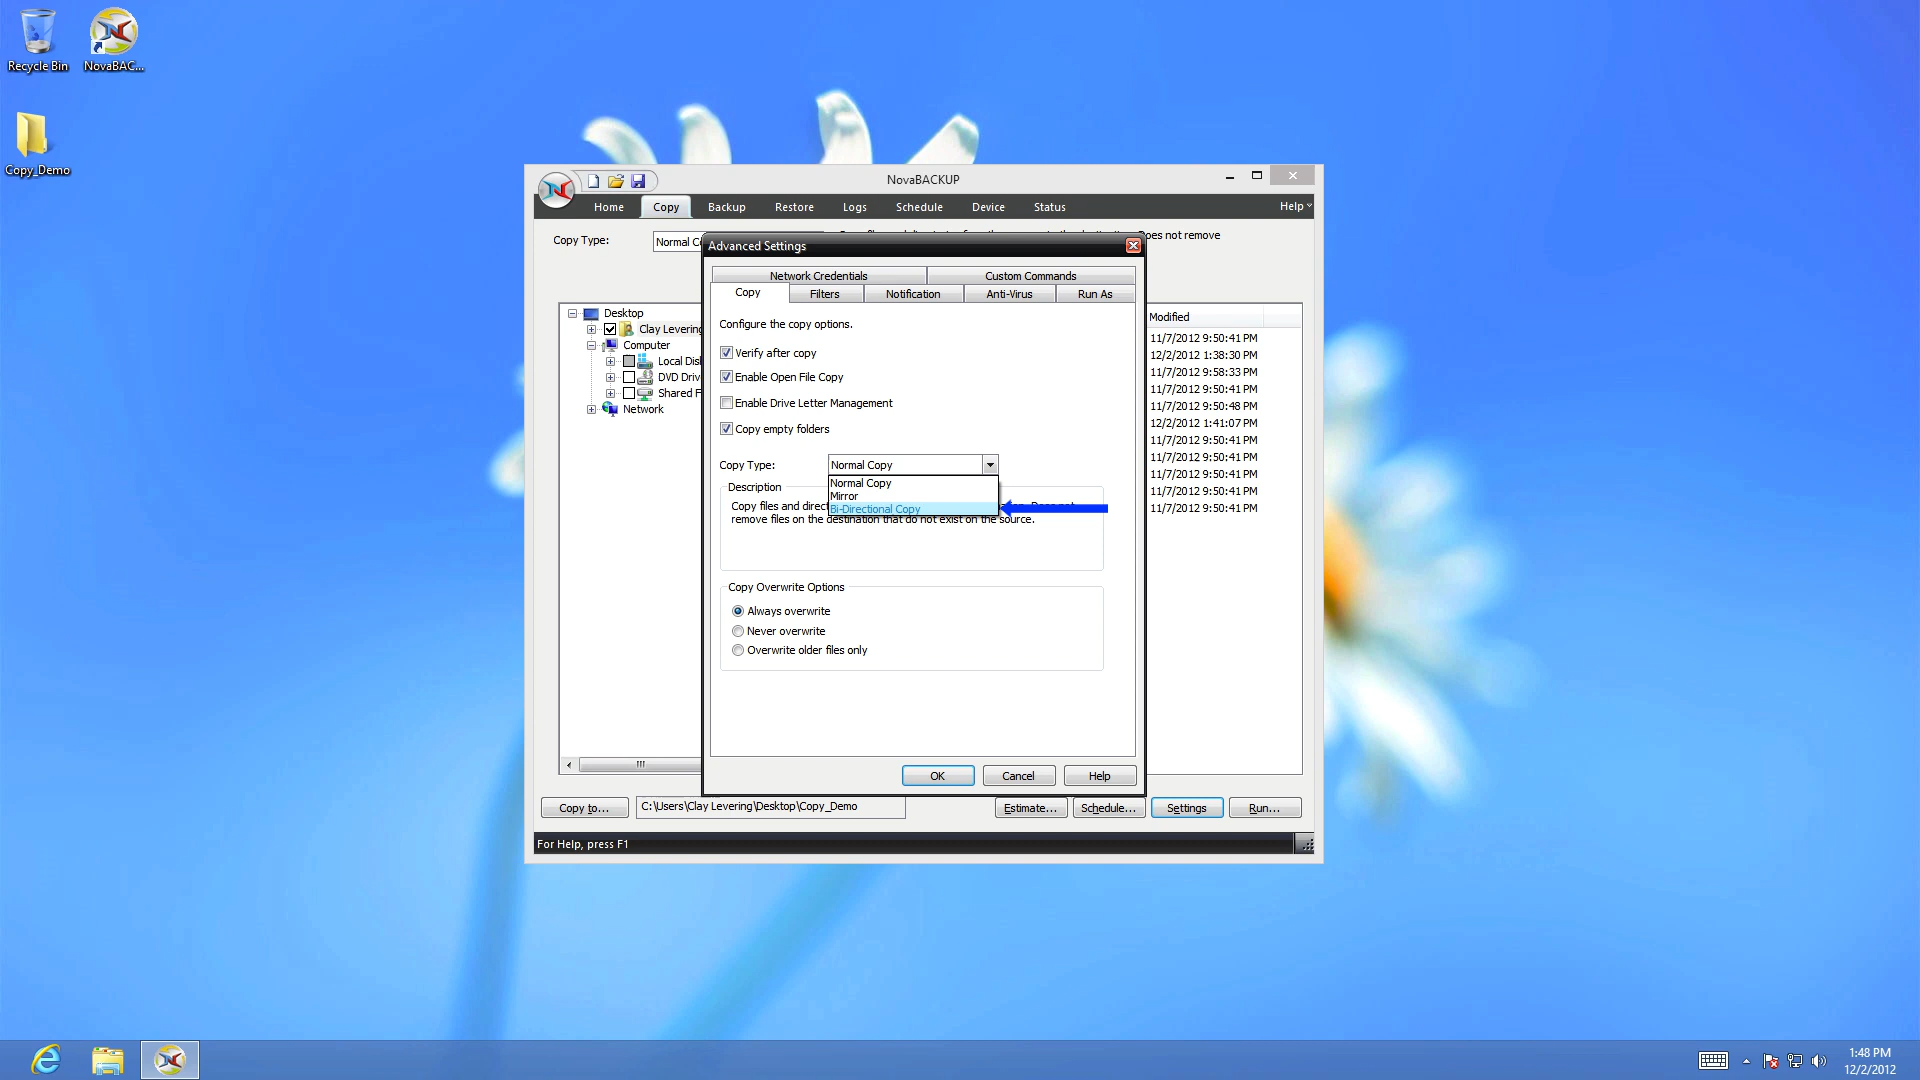 Recycle Bin
NovaBAC...
Copy_Demo
NovaBACKUP
Home Copy Backup Restore Logs Schedule Device Status Help
Copy Type: Normal Co
Does not remove
Advanced Settings
Network Credentials Custom Commands
Copy Filters Notification Anti-Virus Run As
Configure the copy options.
Verify after copy
Enable Open File Copy
Enable Drive Letter Management
Copy empty folders
Copy Type: Normal Copy
Normal Copy
Mirror
Bi-Directional Copy
Description
Copy files and direct
remove files on the destination that do not exist on the source.
Copy Overwrite Options
Always overwrite
Never overwrite
Overwrite older files only
OK Cancel Help
Desktop
Clay Levering
Computer
Local Disk
DVD Driv
Shared F
Network
Modified
11/7/2012 9:50:41 PM
12/2/2012 1:38:30 PM
11/7/2012 9:58:33 PM
11/7/2012 9:50:41 PM
11/7/2012 9:50:48 PM
12/2/2012 1:41:07 PM
11/7/2012 9:50:41 PM
11/7/2012 9:50:41 PM
11/7/2012 9:50:41 PM
11/7/2012 9:50:41 PM
11/7/2012 9:50:41 PM
Copy to... C:\Users\Clay Levering\Desktop\Copy_Demo Estimate... Schedule... Settings Run...
For Help, press F1
1:48 PM
12/2/2012